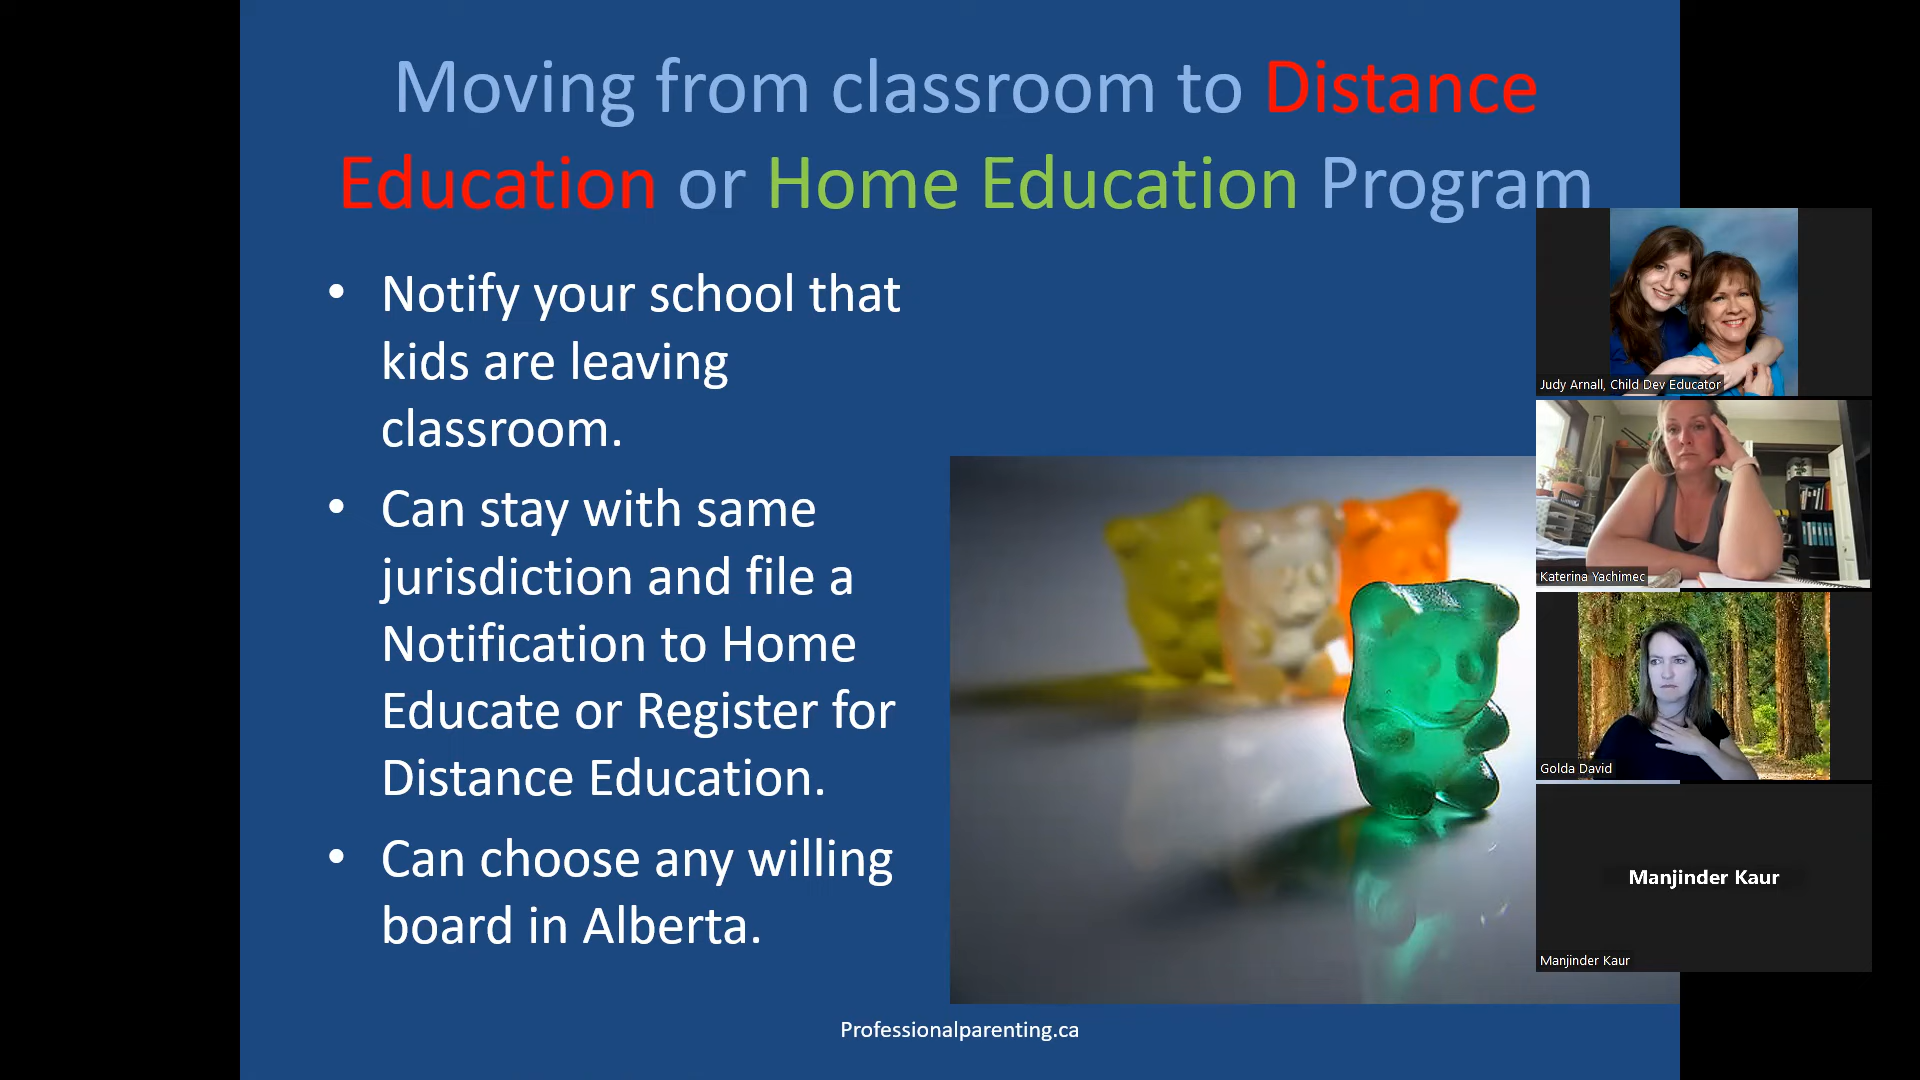 Moving from classroom to Distance
Education or Home Education Program
• Notify your school that
kids are leaving
classroom.
• Can stay with same
jurisdiction and file a
Notification to Home
Educate or Register for
Distance Education.
• Can choose any willing
board in Alberta.
Professionalparenting.ca
Judy Arnall, Child Dev Educator
Katerina Yachimec
Golda David
Manjinder Kaur
Manjinder Kaur